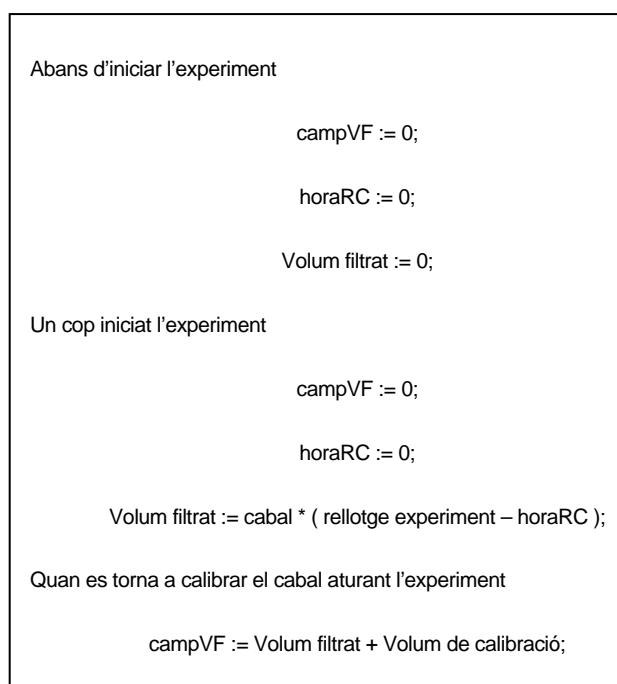 Abans d'iniciar l'experiment
campVF := 0;
horaRC := 0;
Volum filtrat := 0;
Un cop iniciat l'experiment
campVF := 0;
horaRC := 0;
Volum filtrat := cabal * ( rellotge experiment – horaRC );
Quan es torna a calibrar el cabal aturant l'experiment
campVF := Volum filtrat + Volum de calibració;